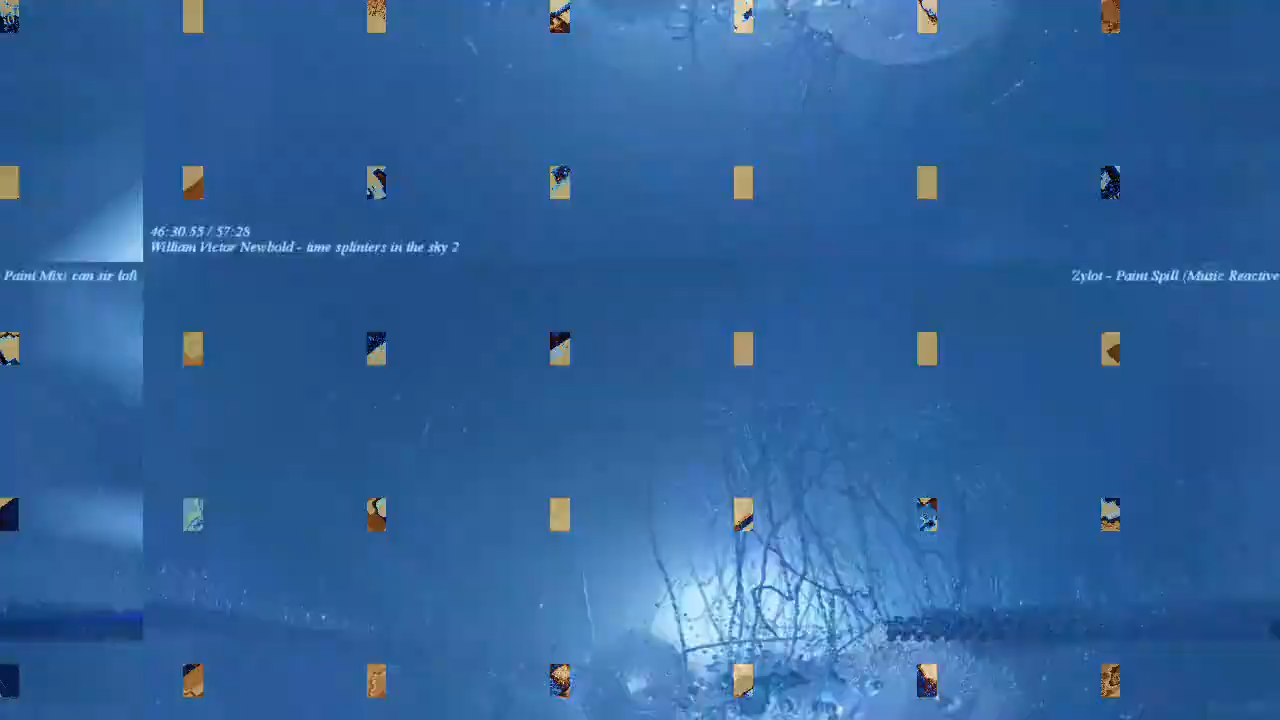 46:30.55 / 57:28
William Victor Newbold - time splinters in the sky 2
Paint Mix) can sir loft
Zylot - Paint Spill (Music Reactive